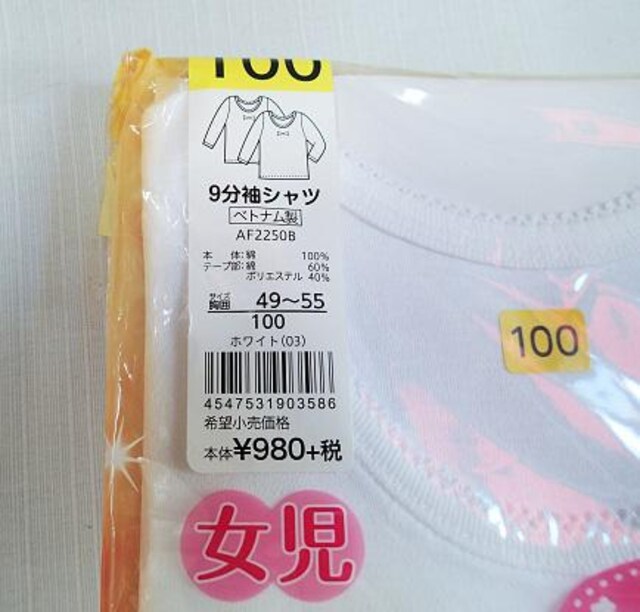 100
9分袖シャツ
ベトナム製
AF2250B
本 体:綿 100%
テープ部:綿 60%
ポリエステル 40%
サイズ
胸囲 49〜55
100
ホワイト(03)
4547531903586
希望小売価格
本体¥980+税
100
女児